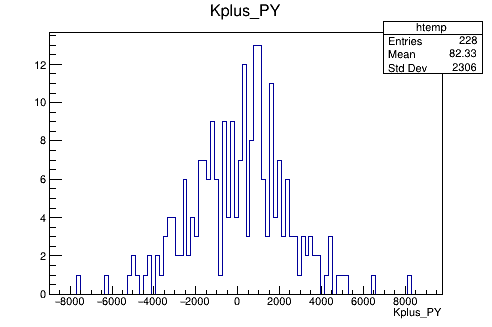 Kplus_PY
htemp
Entries 228
Mean 82.33
Std Dev 2306
12
10
8
6
4
2
0
−8000 −6000 −4000 −2000 0 2000 4000 6000 8000
Kplus_PY